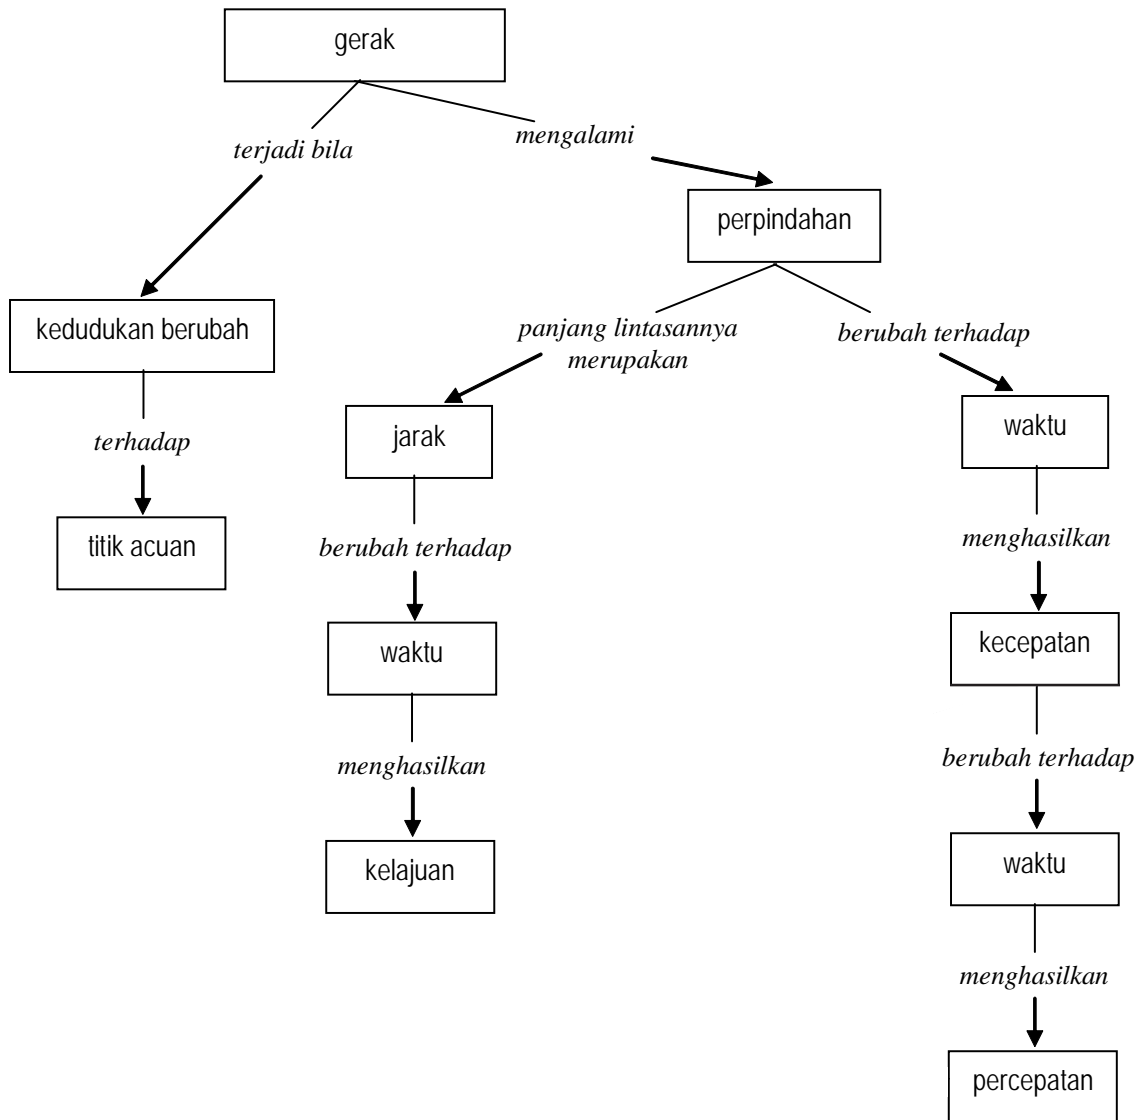 gerak
terjadi bila
mengalami
perpindahan
kedudukan berubah
panjang lintasannya
merupakan
berubah terhadap
jarak
waktu
terhadap
titik acuan
berubah terhadap
menghasilkan
waktu
kecepatan
menghasilkan
berubah terhadap
kelajuan
waktu
menghasilkan
percepatan